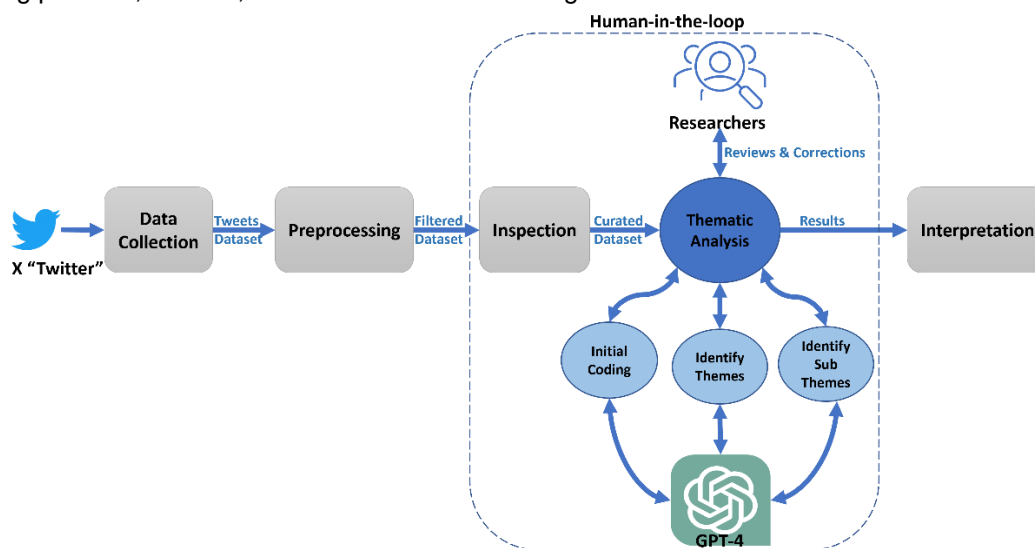 Human-in-the-loop
Researchers
Reviews & Corrections
X “Twitter”
Data
Collection
Tweets
Dataset
Preprocessing
Filtered
Dataset
Inspection
Curated
Dataset
Thematic
Analysis
Results
Interpretation
Initial
Coding
Identify
Themes
Identify
Sub
Themes
GPT-4